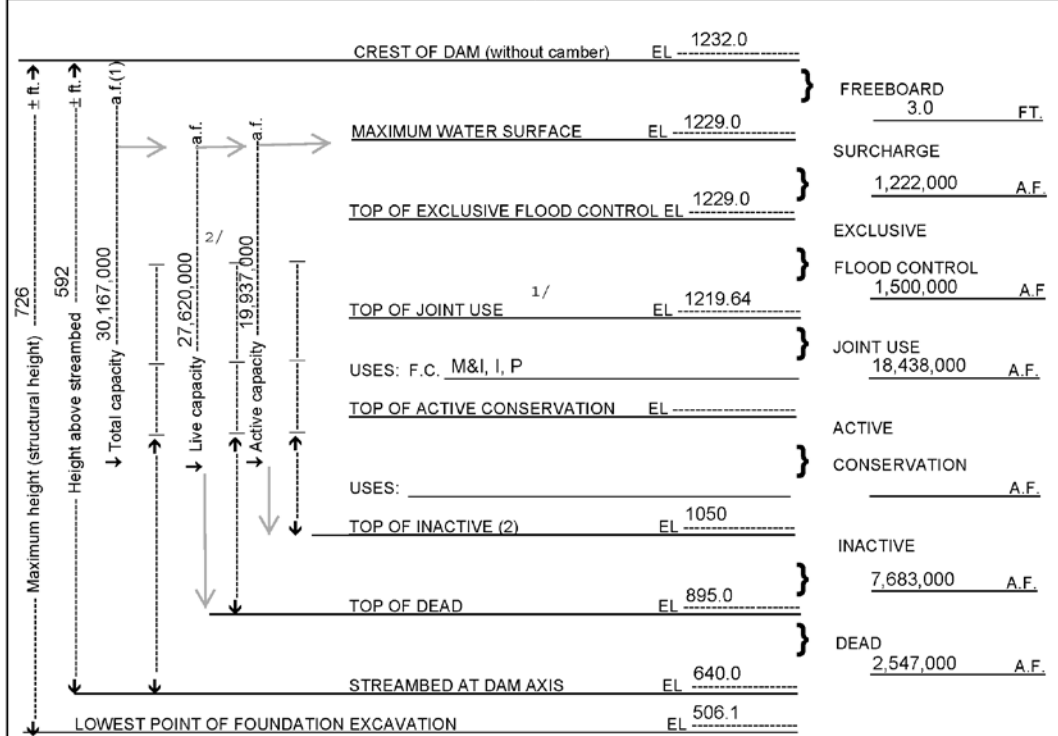 CREST OF DAM (without camber) EL 1232.0
FREEBOARD
3.0 FT.
MAXIMUM WATER SURFACE EL 1229.0
SURCHARGE
1,222,000 A.F.
TOP OF EXCLUSIVE FLOOD CONTROL EL 1229.0
EXCLUSIVE
FLOOD CONTROL
1,500,000 A.F
TOP OF JOINT USE 1/ EL 1219.64
JOINT USE
18,438,000 A.F.
USES: F.C. M&I, I, P
TOP OF ACTIVE CONSERVATION EL
ACTIVE
CONSERVATION
A.F.
USES:
TOP OF INACTIVE (2) EL 1050
INACTIVE
7,683,000 A.F.
TOP OF DEAD EL 895.0
DEAD
2,547,000 A.F.
STREAMBED AT DAM AXIS EL 640.0
LOWEST POINT OF FOUNDATION EXCAVATION EL 506.1
Maximum height (structural height) 726 ± ft.
Height above streambed 592 ± ft.
Total capacity 30,167,000 a.f.(1)
Live capacity 27,620,000 a.f.
2/
Active capacity 19,937,000 a.f.